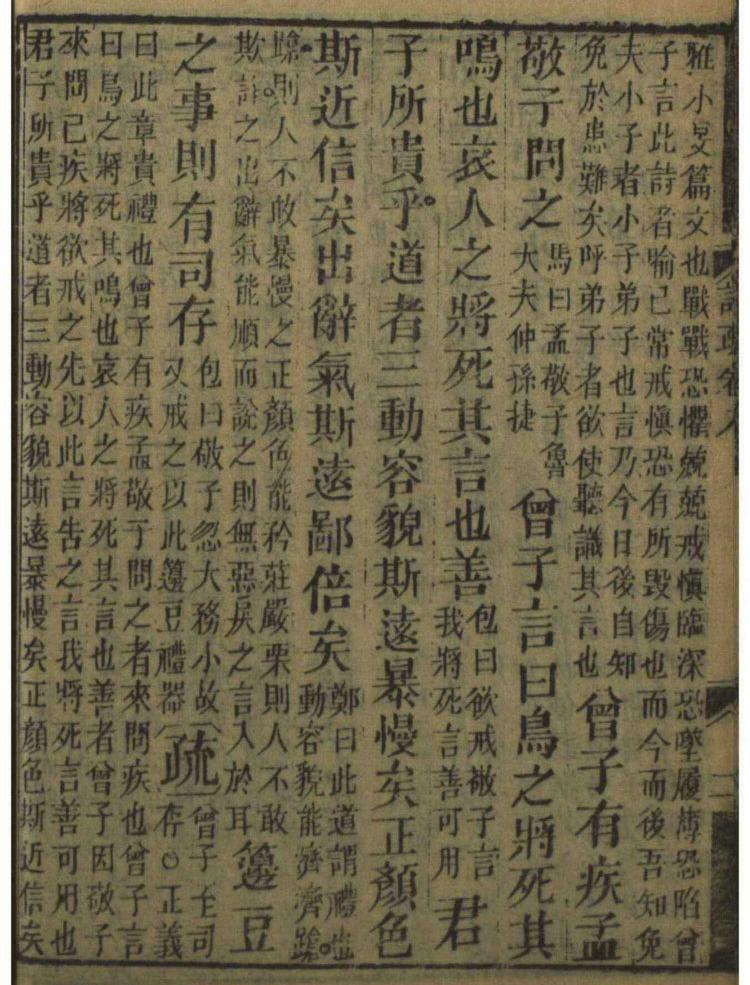 雅小旻篇文也戰戰恐懼兢兢戒愼臨深恐墜履薄恐陷曾
子言此詩者喻已常戒愼恐有所毀傷也而今而後吾知免
夫小子者小子弟子也言乃今日後自知
免於患難矣呼弟子者欲使聽識其言也
曾子有疾孟
敬子問之
馬曰孟敬子魯
大夫仲孫捷
曾子言曰鳥之將死其
鳴也哀人之將死其言也善
包曰欲戒敬子言
我將死言善可用
君
子所貴乎道者三動容貌斯遠暴慢矣正顏色
斯近信矣出辭氣斯遠鄙倍矣
鄭曰此道謂禮也
動容貌能濟濟蹌
蹌則人不敢暴慢之正顏色能矜莊嚴栗則人不敢
欺詐之出辭氣能順而說之則無惡戾之言入於耳
籩豆
之事則有司存
包曰敬子忽大務小故
又戒之以此籩豆禮器
疏
曾子至司
存○正義
曰此章貴禮也曾子有疾孟敬子問之者來問疾也曾子言
曰鳥之將死其鳴也哀人之將死其言也善者曾子因敬子
來問已疾將欲戒之先以此言告之言我將死言善可用也
君子所貴乎道者三動容貌斯遠暴慢矣正顏色斯近信矣
二